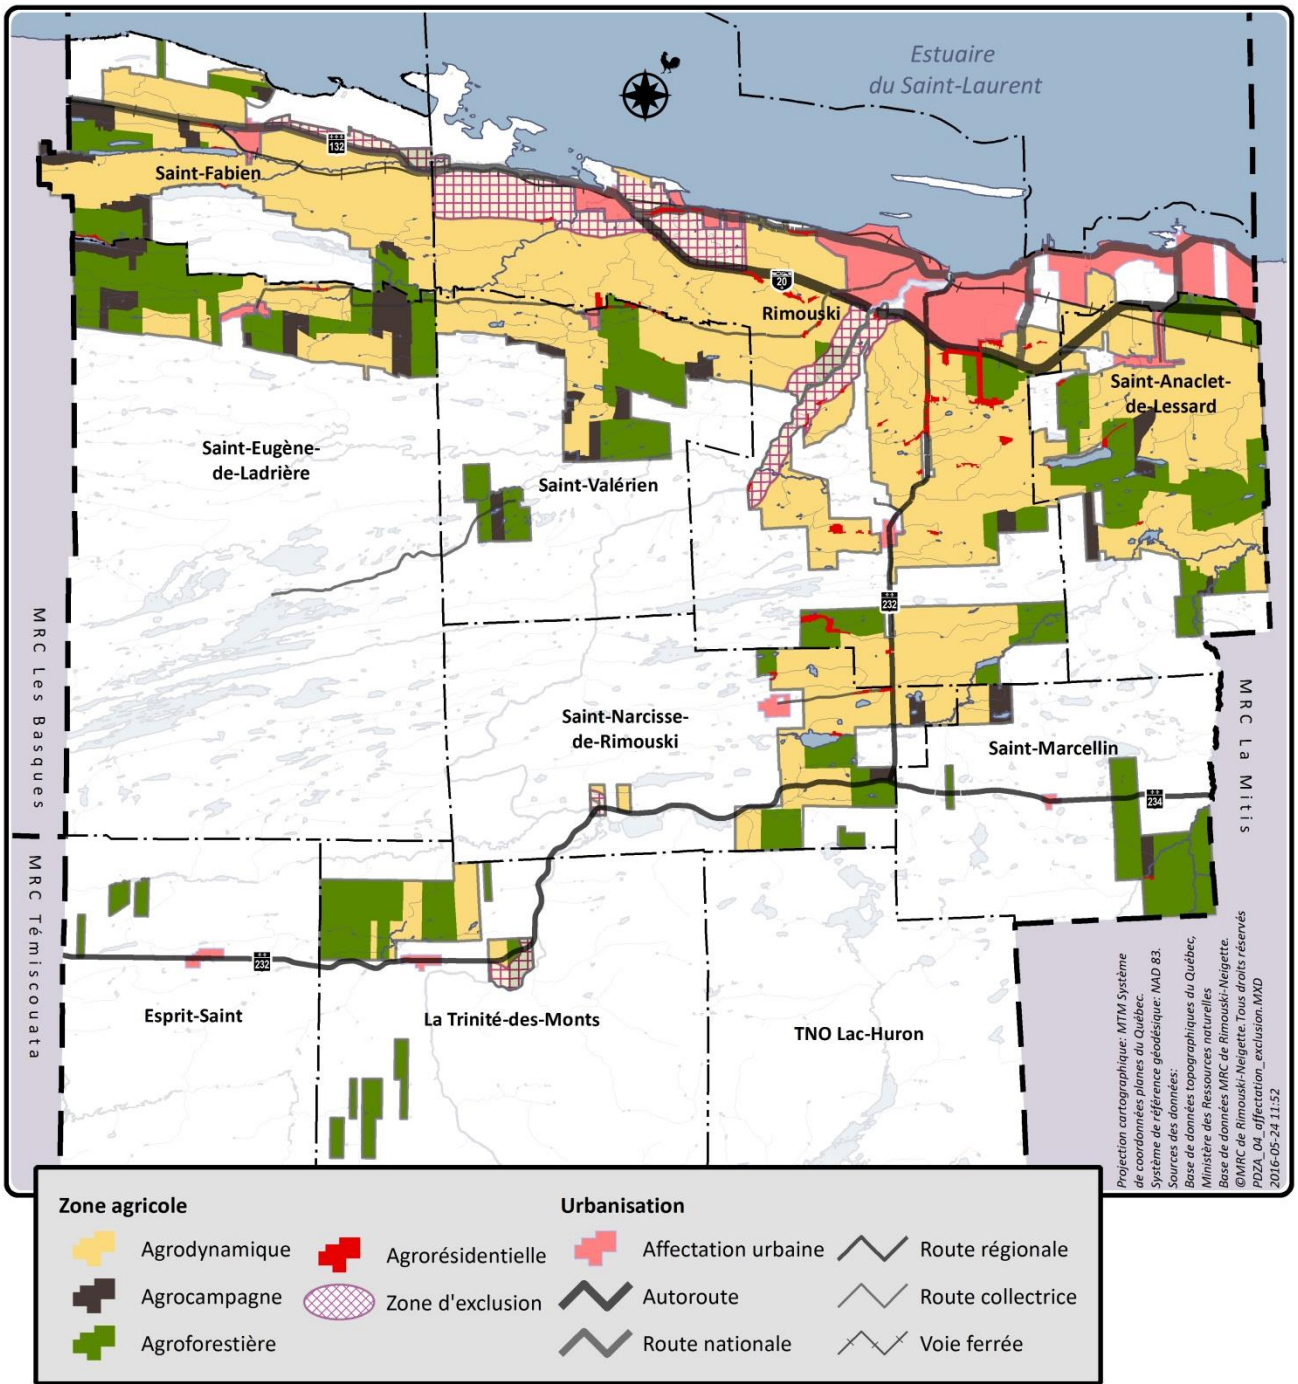 Estuaire
du Saint-Laurent
132
Saint-Fabien
20
Rimouski
Saint-Anaclet-
de-Lessard
Saint-Eugène-
de-Ladrière
Saint-Valérien
232
MRC Les Basques
Saint-Narcisse-
de-Rimouski
Saint-Marcellin
MRC La Mitis
234
MRC Témiscouata
232
Esprit-Saint
La Trinité-des-Monts
TNO Lac-Huron
Projection cartographique: MTM Système
de coordonnées planes du Québec.
Système de référence géodésique: NAD 83.
Sources des données:
Base de données topographiques du Québec,
Ministère des Ressources naturelles
Base de données MRC de Rimouski-Neigette.
©MRC de Rimouski-Neigette.Tous droits réservés
PDZA_04_affectation_exclusion.MXD
2016-05-24 11:52
Zone agricole
Agrodynamique
Agrocampagne
Agroforestière
Agrorésidentielle
Zone d'exclusion
Urbanisation
Affectation urbaine
Autoroute
Route nationale
Route régionale
Route collectrice
Voie ferrée